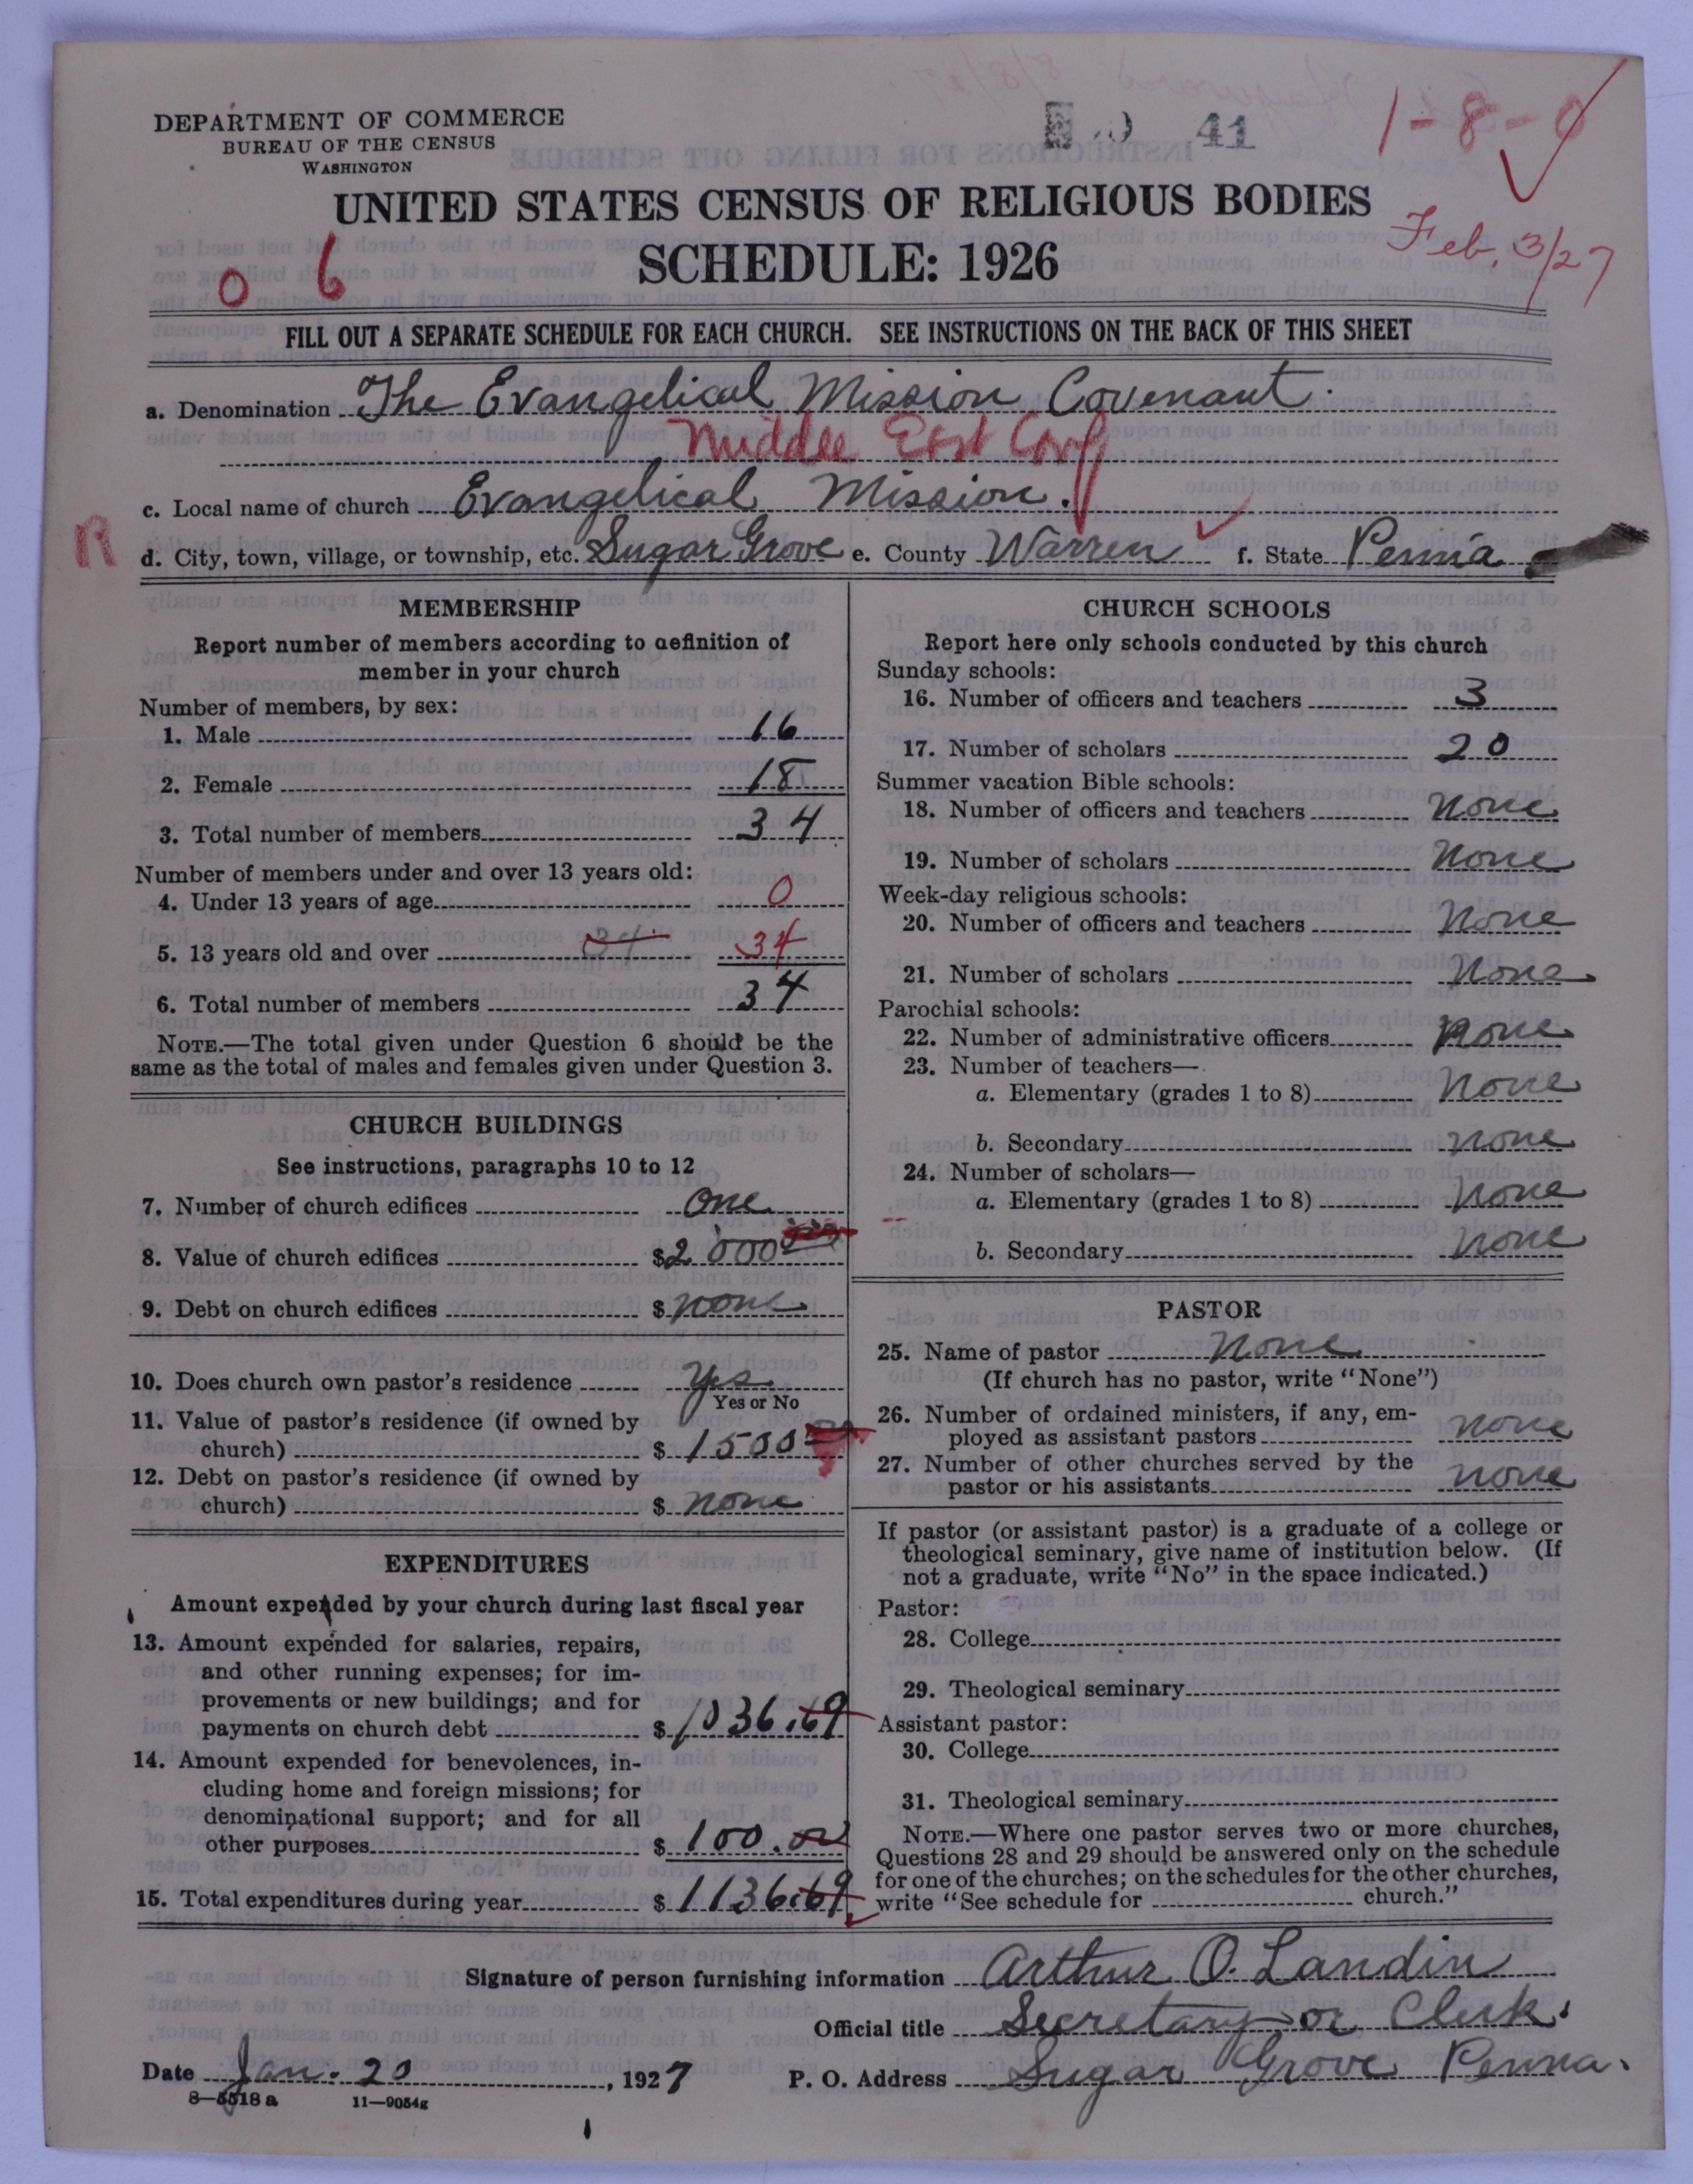 DEPARTMENT OF COMMERCE
BUREAU OF THE CENSUS
WASHINGTON
41
1-8-0
UNITED STATES CENSUS OF RELIGIOUS BODIES
SCHEDULE: 1926
Feb, 3/27
0 6
FILL OUT A SEPARATE SCHEDULE FOR EACH CHURCH. SEE INSTRUCTIONS ON THE BACK OF THIS SHEET
a. Denomination The Evangelical Mission Covenant
Middle East Conf
c. Local name of church Evangelical Mission.
R
d. City, town, village, or township, etc. Sugar Grove e. County Warren f. State Penna
MEMBERSHIP
Report number of members according to definition of
member in your church
Number of members, by sex:
1. Male 16
2. Female 18
3. Total number of members 34
Number of members under and over 13 years old:
4. Under 13 years of age 0
5. 13 years old and over 34 34
6. Total number of members 34
NOTE.—The total given under Question 6 should be the
same as the total of males and females given under Question 3.
CHURCH BUILDINGS
See instructions, paragraphs 10 to 12
7. Number of church edifices one
8. Value of church edifices $2000
9. Debt on church edifices $none
10. Does church own pastor's residence Yes
Yes or No
11. Value of pastor's residence (if owned by
church) $1500
12. Debt on pastor's residence (if owned by
church) $none
EXPENDITURES
Amount expended by your church during last fiscal year
13. Amount expended for salaries, repairs,
and other running expenses; for im-
provements or new buildings; and for
payments on church debt $1036.69
14. Amount expended for benevolences, in-
cluding home and foreign missions; for
denominational support; and for all
other purposes $100.00
15. Total expenditures during year $1136.69
CHURCH SCHOOLS
Report here only schools conducted by this church
Sunday schools:
16. Number of officers and teachers 3
17. Number of scholars 20
Summer vacation Bible schools:
18. Number of officers and teachers none
19. Number of scholars none
Week-day religious schools:
20. Number of officers and teachers none
21. Number of scholars none
Parochial schools:
22. Number of administrative officers none
23. Number of teachers—
a. Elementary (grades 1 to 8) none
b. Secondary none
24. Number of scholars—
a. Elementary (grades 1 to 8) none
b. Secondary none
PASTOR
25. Name of pastor none
(If church has no pastor, write "None")
26. Number of ordained ministers, if any, em-
ployed as assistant pastors none
27. Number of other churches served by the
pastor or his assistants none
If pastor (or assistant pastor) is a graduate of a college or
theological seminary, give name of institution below. (If
not a graduate, write "No" in the space indicated.)
Pastor:
28. College
29. Theological seminary
Assistant pastor:
30. College
31. Theological seminary
NOTE.—Where one pastor serves two or more churches,
Questions 28 and 29 should be answered only on the schedule
for one of the churches; on the schedules for the other churches,
write "See schedule for church."
Signature of person furnishing information Arthur O. Landin
Official title Secretary or Clerk.
Date Jan. 20, 1927 P. O. Address Sugar Grove Penna.
8—5518a 11—9054g